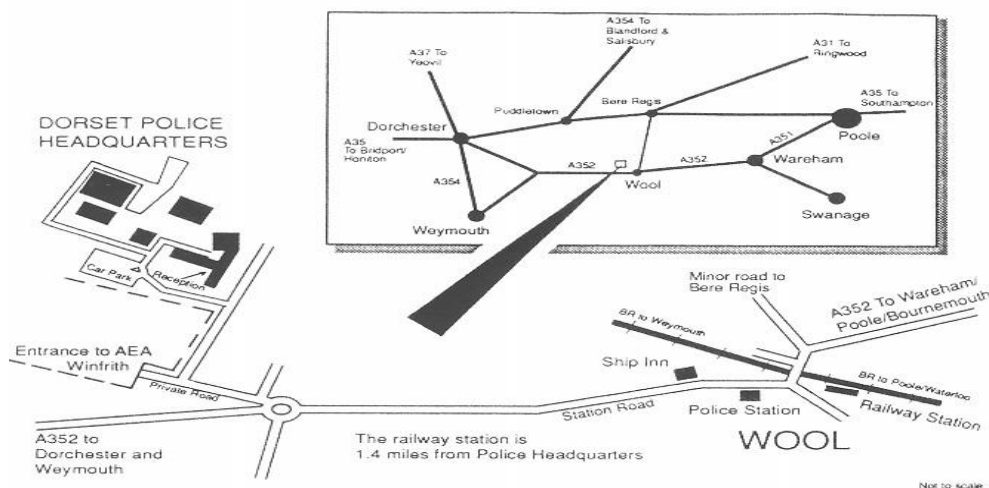 A354 To
Blandford &
Salisbury
A37 To
Yeovil
A31 To
Ringwood
A35 To
Southampton
Puddletown
Bere Regis
Dorchester
Poole
A35
To Bridport/
Honiton
A351
A352
A352
Wareham
A354
Wool
Weymouth
Swanage
DORSET POLICE
HEADQUARTERS
Car Park
Reception
Minor road to
Bere Regis
A352 To Wareham/
Poole/Bournemouth
BR to Weymouth
Entrance to AEA
Winfrith
Ship Inn
BR to Poole/Waterloo
Private Road
Station Road
Police Station
Railway Station
A352 to
Dorchester and
Weymouth
The railway station is
1.4 miles from Police Headquarters
WOOL
Not to scale